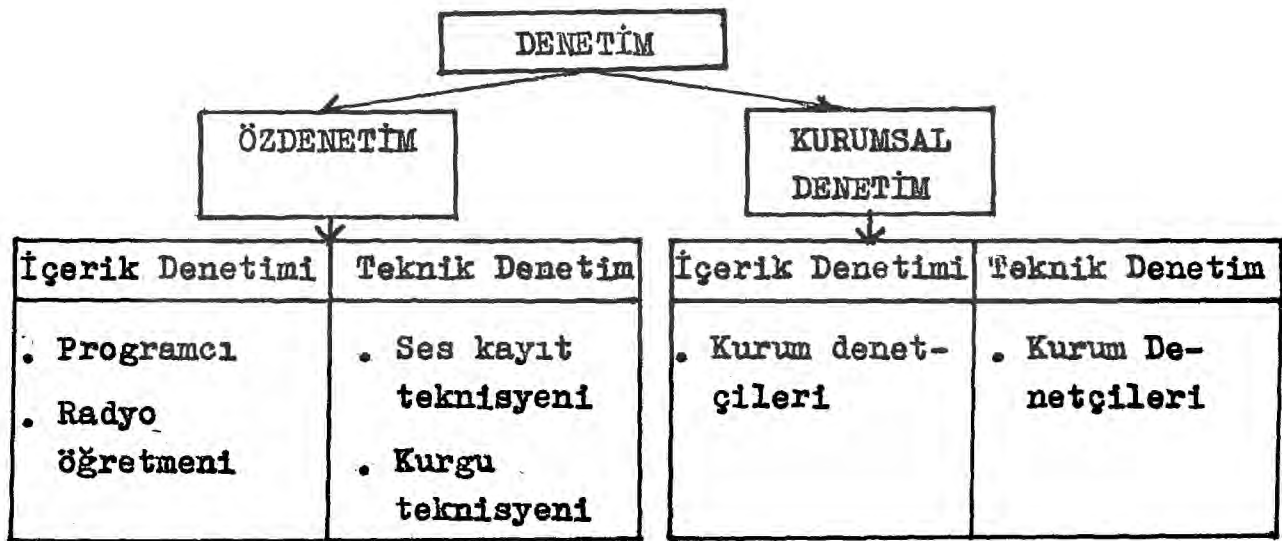 DENETİM
ÖZDENETİM
KURUMSAL
DENETİM
İçerik Denetimi
Teknik Denetim
. Programcı
. Radyo
öğretmeni
. Ses kayıt
teknisyeni
. Kurgu
teknisyeni
İçerik Denetimi
Teknik Denetim
. Kurum denet-
çileri
. Kurum De-
netçileri